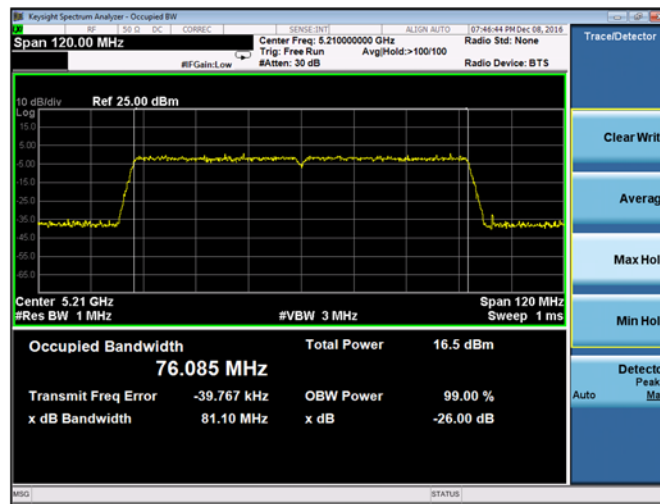 Keysight Spectrum Analyzer - Occupied BW
RF 50 Ω DC CORREC SENSE:INT ALIGN AUTO 07:46:44 PM Dec 08, 2016
Span 120.00 MHz
Center Freq: 5.210000000 GHz
Radio Std: None
Trace/Detector
Trig: Free Run Avg|Hold:>100/100
#IFGain:Low
#Atten: 30 dB
Radio Device: BTS
10 dB/div Ref 25.00 dBm
Log
15.0
5.00
-5.00
-15.0
-25.0
-35.0
-45.0
-55.0
-65.0
Center 5.21 GHz
Span 120 MHz
#Res BW 1 MHz
#VBW 3 MHz
Sweep 1 ms
Clear Writ
Averag
Max Hol
Min Hol
Detecto
Peak
Auto Ma
Occupied Bandwidth
76.085 MHz
Total Power 16.5 dBm
Transmit Freq Error -39.767 kHz
OBW Power 99.00 %
x dB Bandwidth 81.10 MHz
x dB -26.00 dB
MSG
STATUS